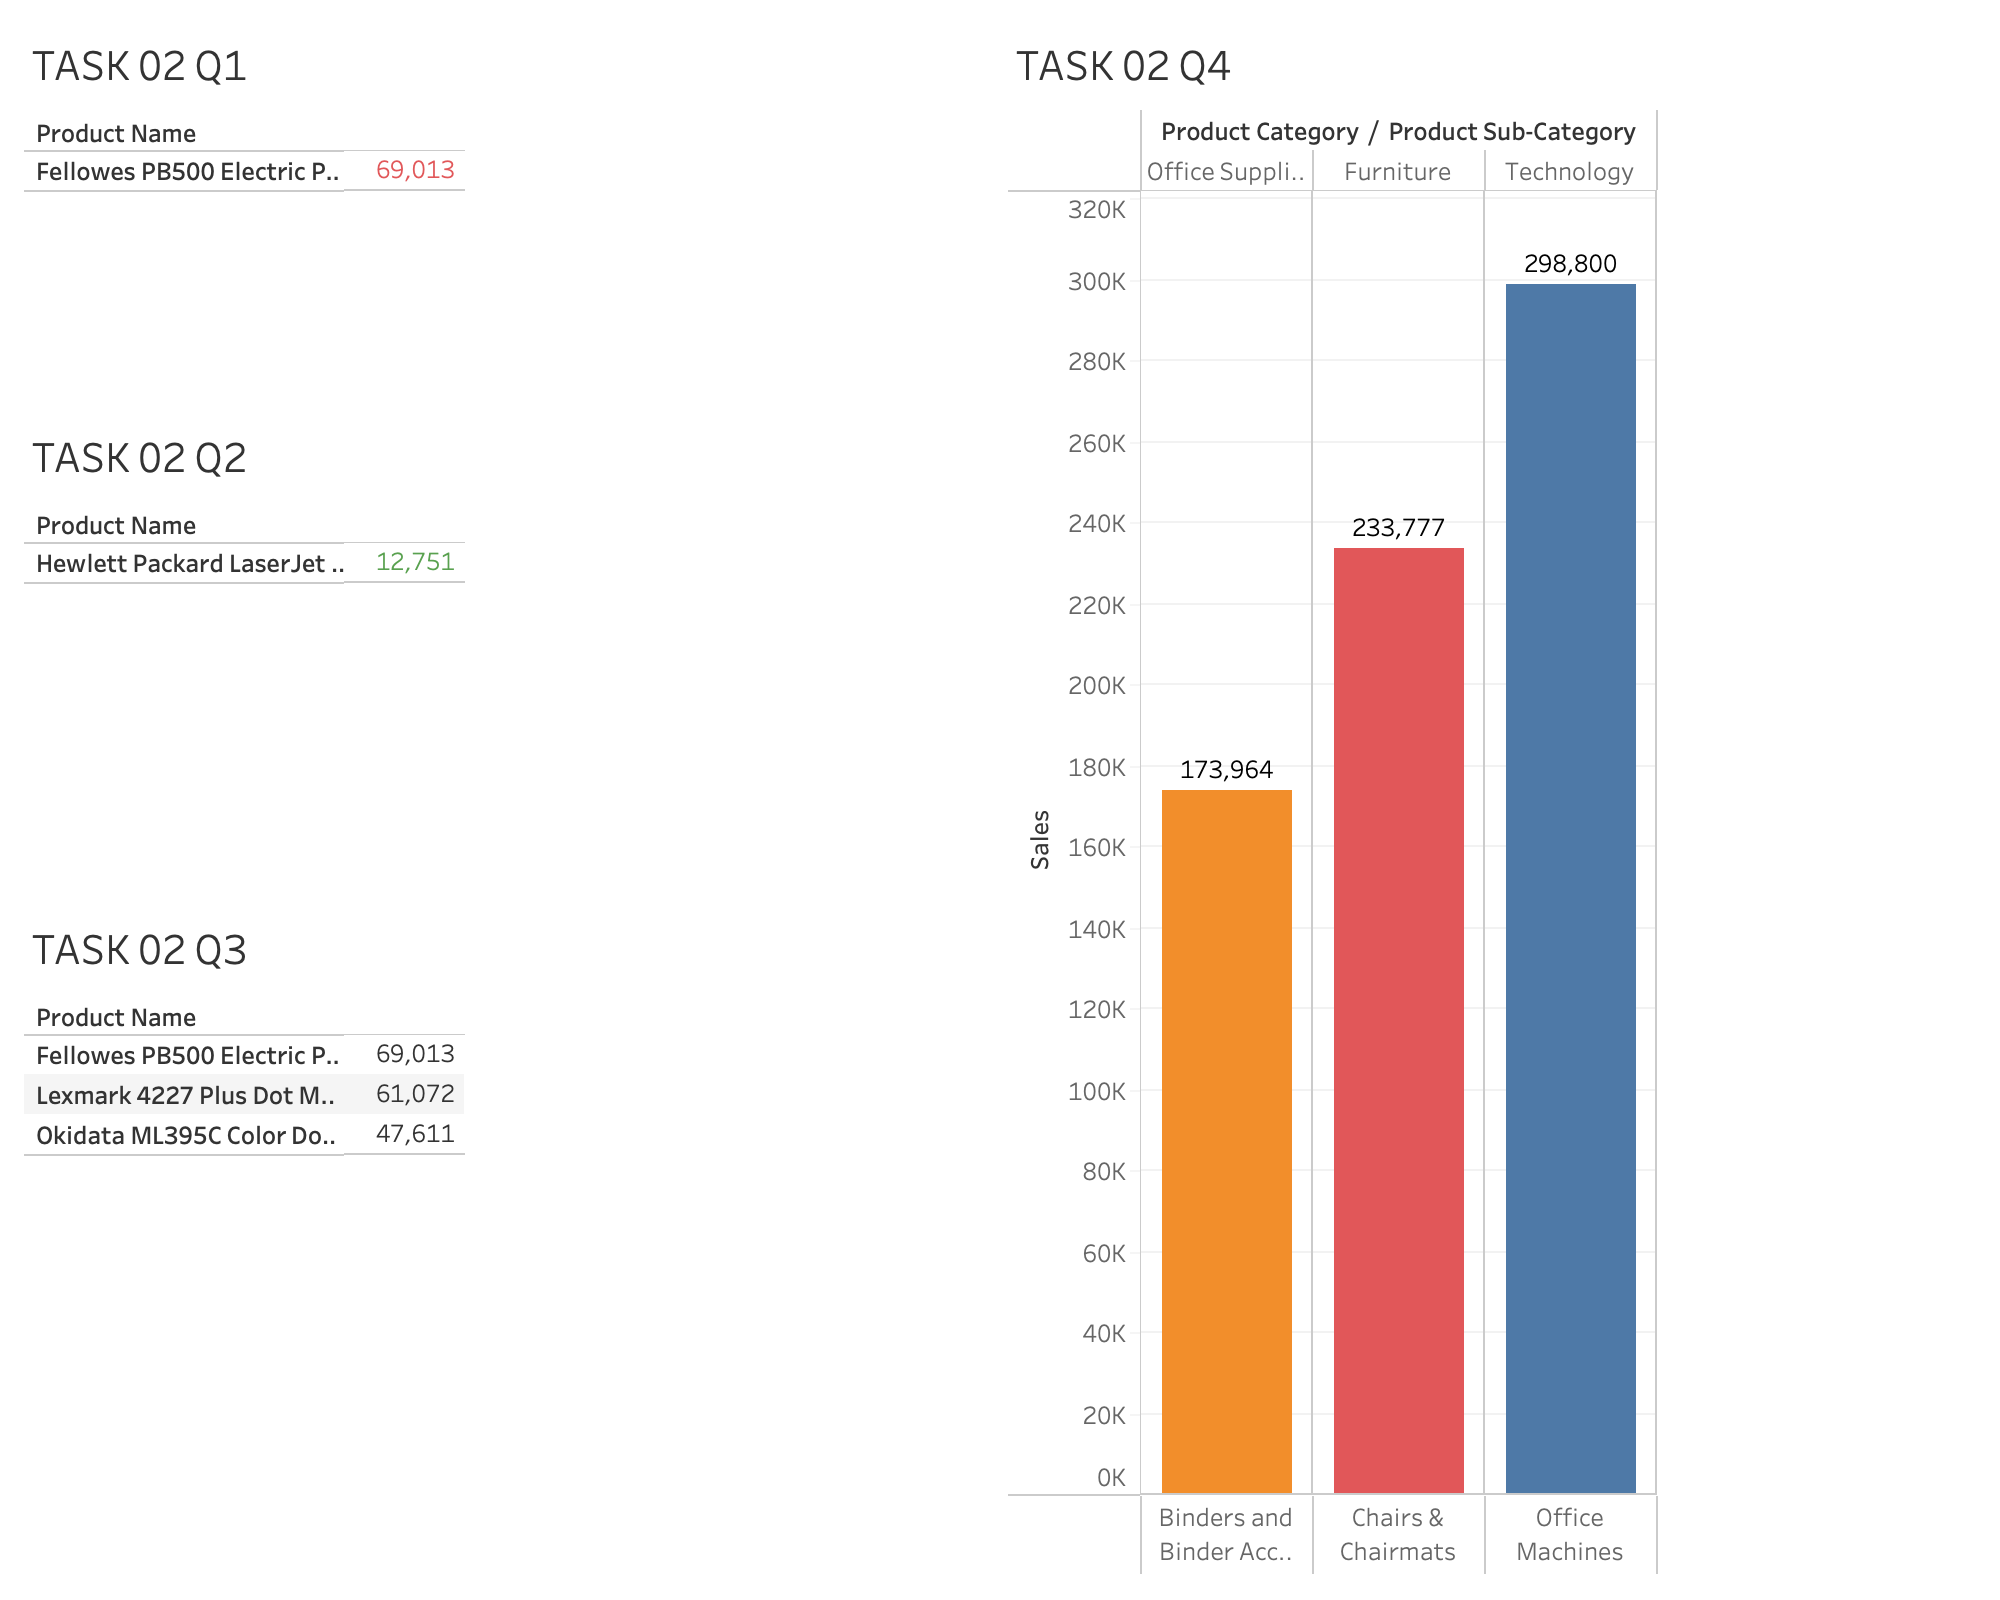 TASK 02 Q1
Product Name
Fellowes PB500 Electric P.. 69,013
TASK 02 Q2
Product Name
Hewlett Packard LaserJet .. 12,751
TASK 02 Q3
Product Name
Fellowes PB500 Electric P.. 69,013
Lexmark 4227 Plus Dot M.. 61,072
Okidata ML395C Color Do.. 47,611
TASK 02 Q4
Product Category / Product Sub-Category
Office Suppli.. Furniture Technology
320K
300K
280K
260K
240K
220K
200K
180K
160K
140K
120K
100K
80K
60K
40K
20K
0K
Sales
173,964
233,777
298,800
Binders and
Binder Acc..
Chairs &
Chairmats
Office
Machines